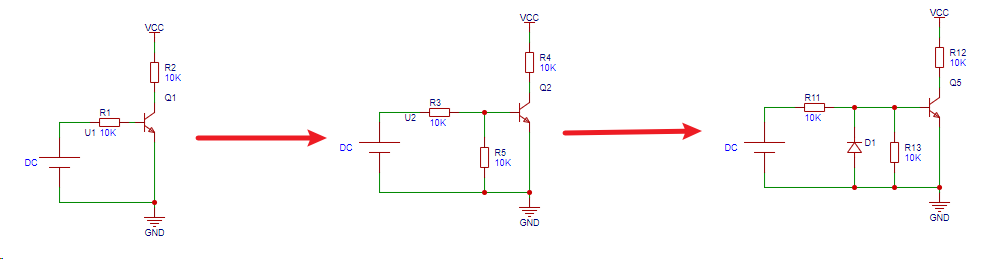 VCC
R2
10K
Q1
R1
U1 10K
DC
GND
VCC
R4
10K
Q2
R3
U2
10K
DC
R5
10K
GND
VCC
R12
10K
Q5
R11
10K
D1
DC
R13
10K
GND